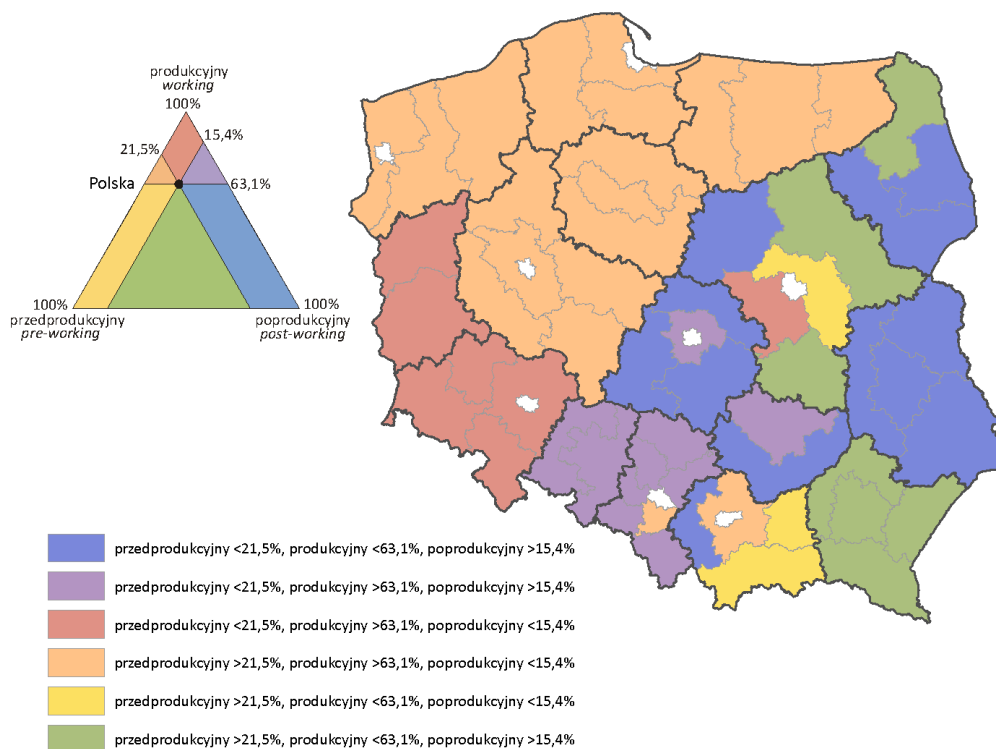 produkcyjny
working
100%
21,5%
15,4%
Polska
63,1%
100%
przedprodukcyjny
pre-working
100%
poprodukcyjny
post-working
przedprodukcyjny <21,5%, produkcyjny <63,1%, poprodukcyjny >15,4%
przedprodukcyjny <21,5%, produkcyjny >63,1%, poprodukcyjny >15,4%
przedprodukcyjny <21,5%, produkcyjny >63,1%, poprodukcyjny <15,4%
przedprodukcyjny >21,5%, produkcyjny >63,1%, poprodukcyjny <15,4%
przedprodukcyjny >21,5%, produkcyjny <63,1%, poprodukcyjny <15,4%
przedprodukcyjny >21,5%, produkcyjny <63,1%, poprodukcyjny >15,4%